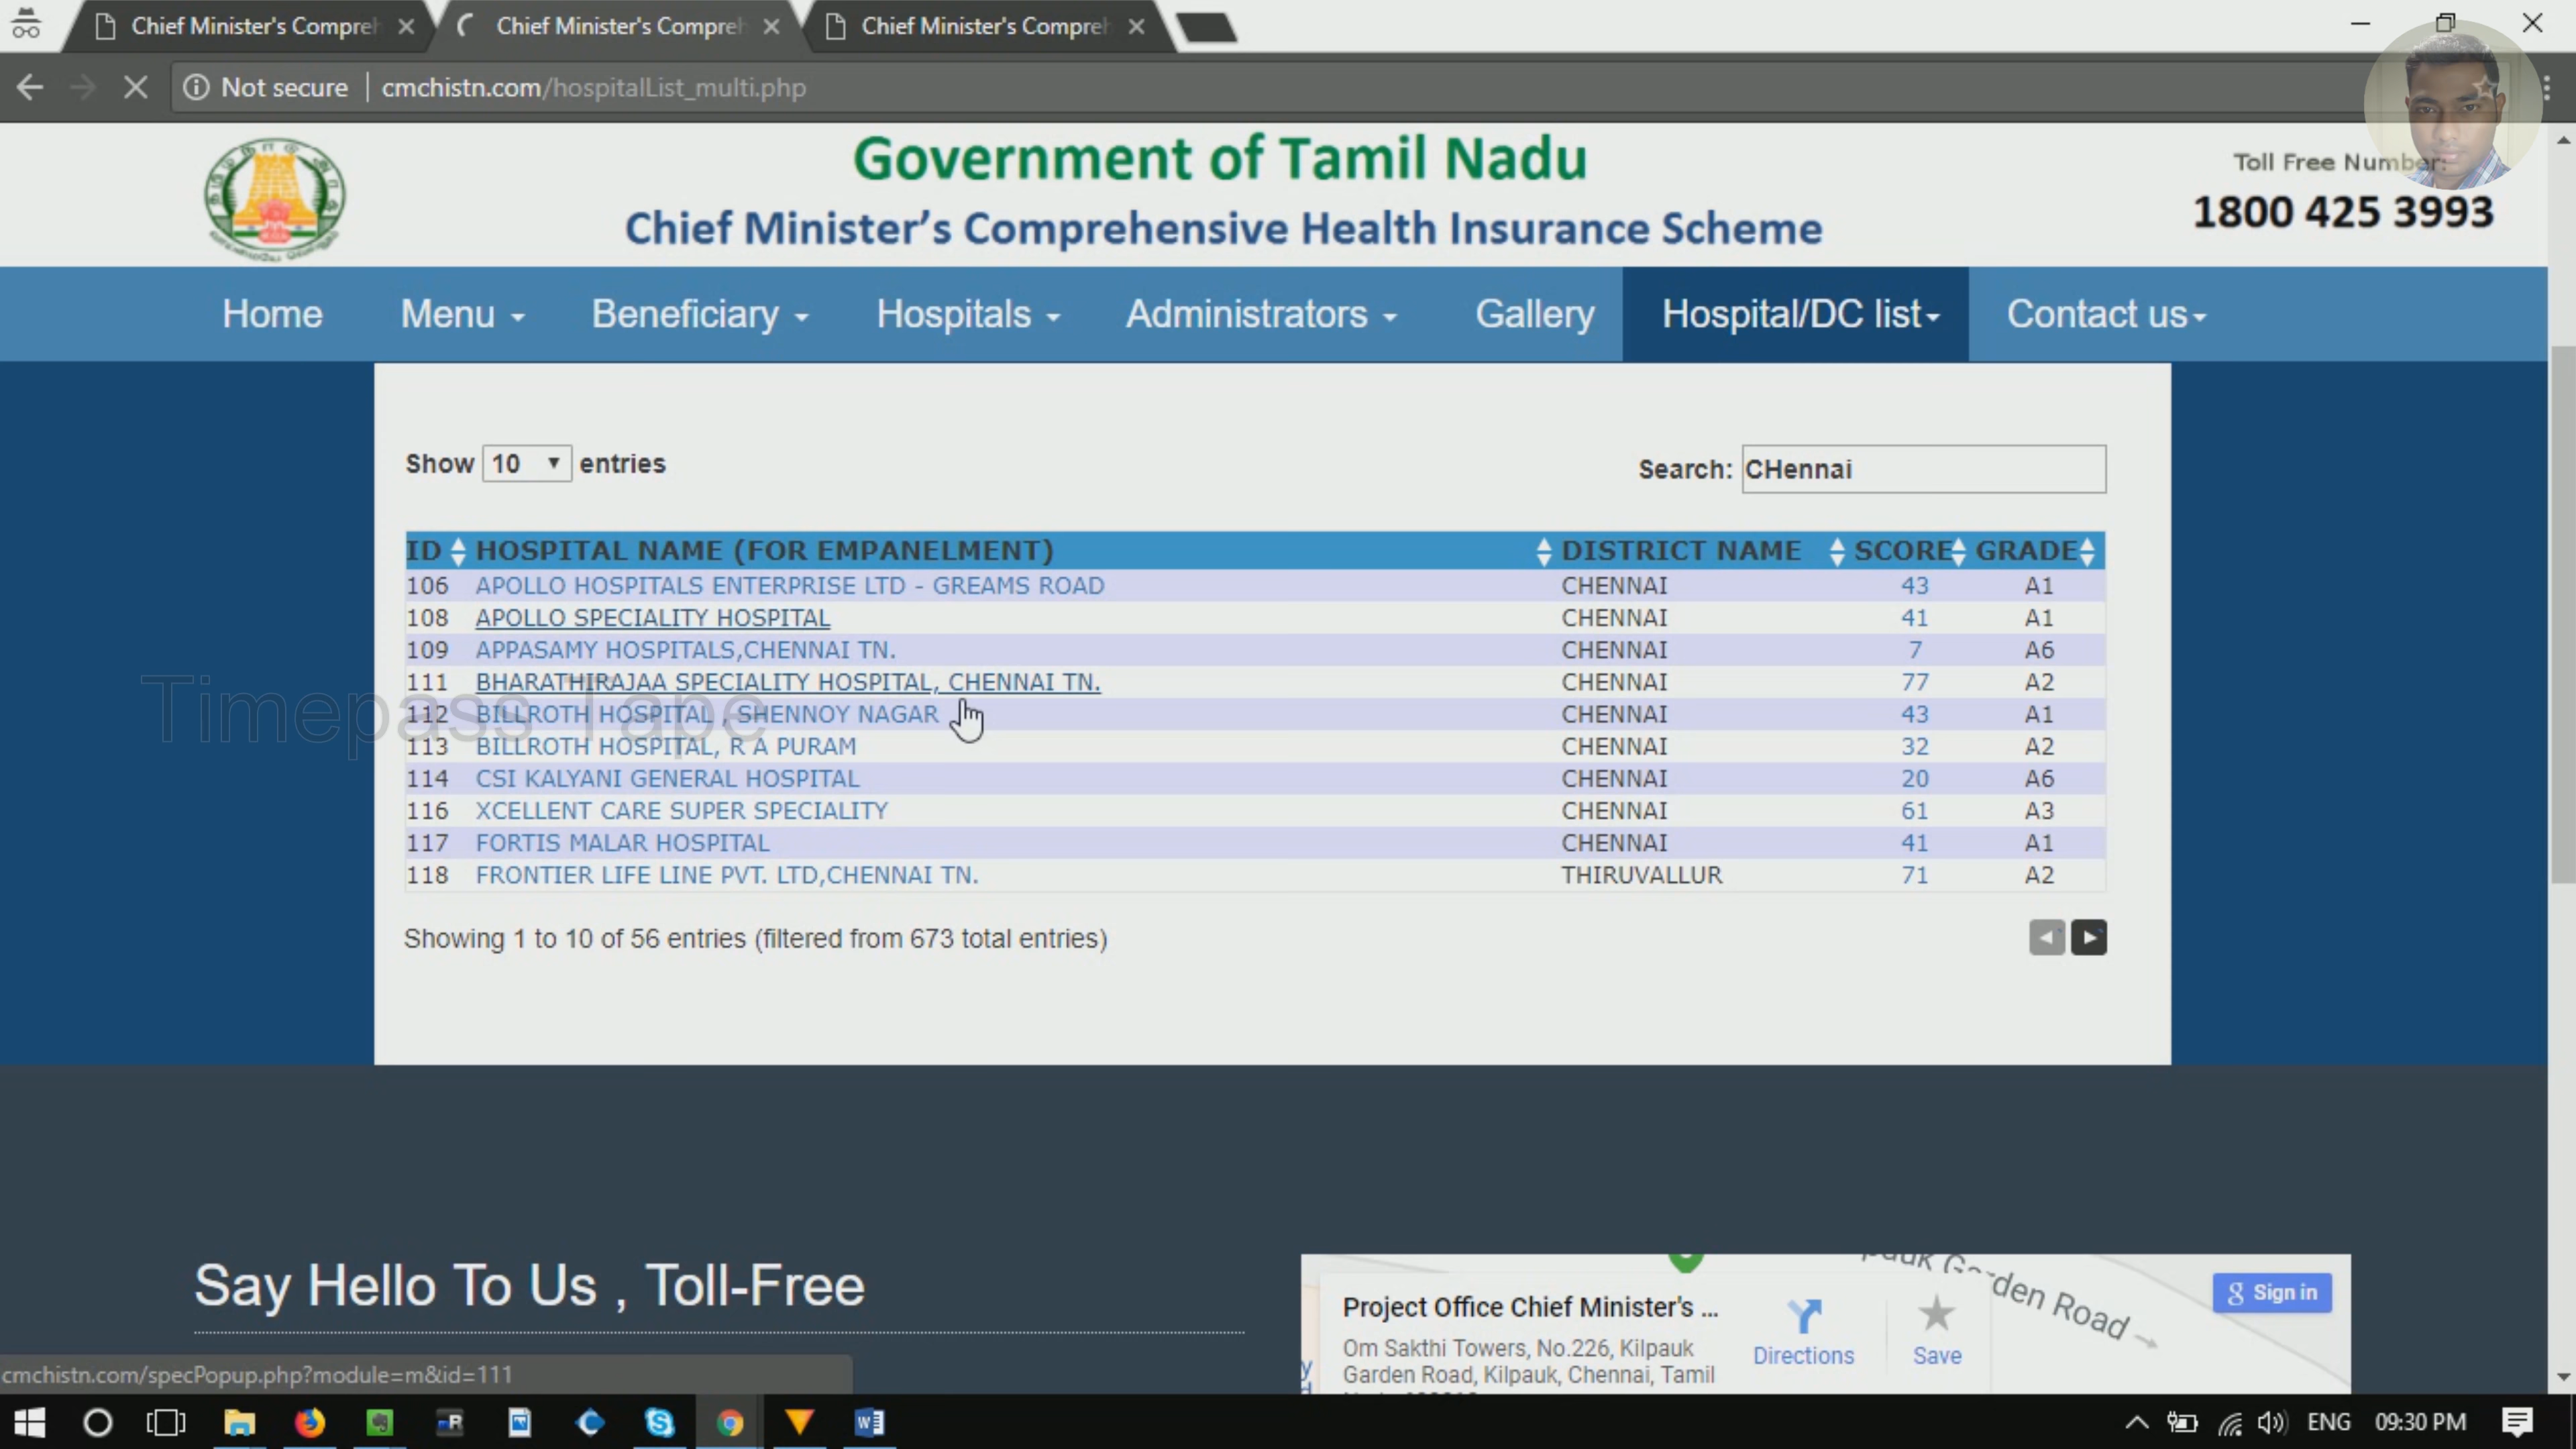 Chief Minister's Compreh
Chief Minister's Compreh
Chief Minister's Compreh
Not secure | cmchistn.com/hospitalList_multi.php
Government of Tamil Nadu
Chief Minister's Comprehensive Health Insurance Scheme
Toll Free Number:
1800 425 3993
Home Menu Beneficiary Hospitals Administrators Gallery Hospital/DC list Contact us
Show 10 entries
Search: CHennai
ID HOSPITAL NAME (FOR EMPANELMENT) DISTRICT NAME SCORE GRADE
106 APOLLO HOSPITALS ENTERPRISE LTD - GREAMS ROAD CHENNAI 43 A1
108 APOLLO SPECIALITY HOSPITAL CHENNAI 41 A1
109 APPASAMY HOSPITALS,CHENNAI TN. CHENNAI 7 A6
111 BHARATHIRAJAA SPECIALITY HOSPITAL, CHENNAI TN. CHENNAI 77 A2
Timepass Tape
112 BILLROTH HOSPITAL , SHENNOY NAGAR CHENNAI 43 A1
113 BILLROTH HOSPITAL, R A PURAM CHENNAI 32 A2
114 CSI KALYANI GENERAL HOSPITAL CHENNAI 20 A6
116 XCELLENT CARE SUPER SPECIALITY CHENNAI 61 A3
117 FORTIS MALAR HOSPITAL CHENNAI 41 A1
118 FRONTIER LIFE LINE PVT. LTD,CHENNAI TN. THIRUVALLUR 71 A2
Showing 1 to 10 of 56 entries (filtered from 673 total entries)
Say Hello To Us , Toll-Free
Project Office Chief Minister's ...
Om Sakthi Towers, No.226, Kilpauk
Garden Road, Kilpauk, Chennai, Tamil
Directions
Save
Garden Road
Sign in
cmchistn.com/specPopup.php?module=m&id=111
ENG 09:30 PM